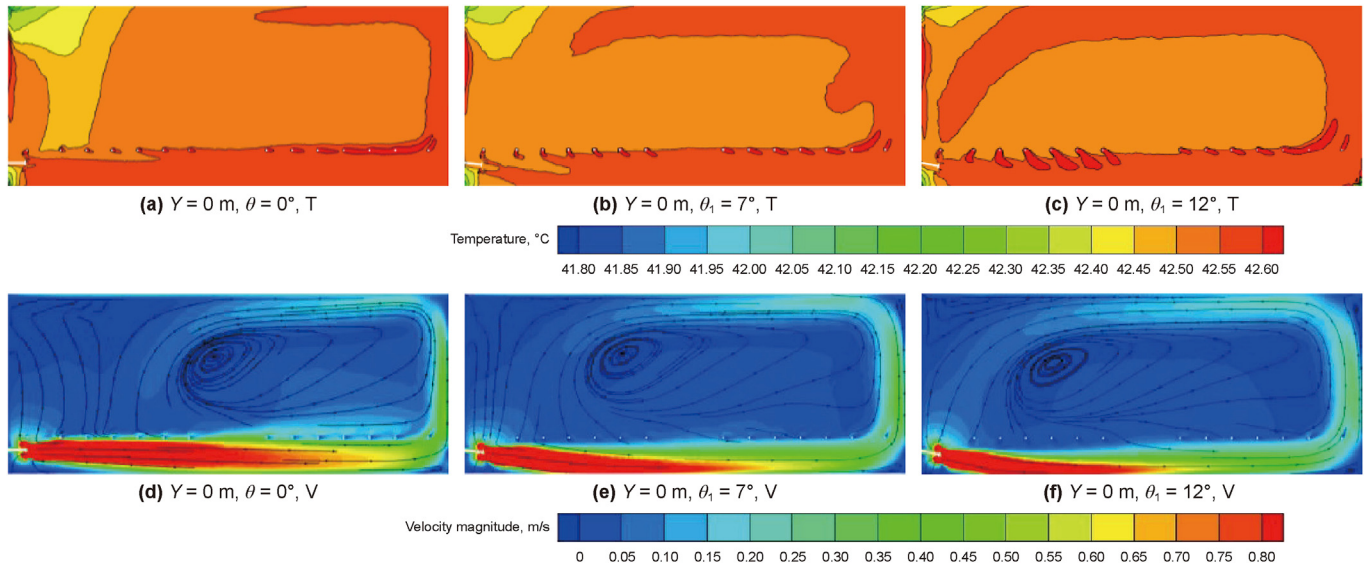 (a) Y = 0 m, θ = 0°, T
(b) Y = 0 m, θ₁ = 7°, T
(c) Y = 0 m, θ₁ = 12°, T
Temperature, °C
41.80 41.85 41.90 41.95 42.00 42.05 42.10 42.15 42.20 42.25 42.30 42.35 42.40 42.45 42.50 42.55 42.60
(d) Y = 0 m, θ = 0°, V
(e) Y = 0 m, θ₁ = 7°, V
(f) Y = 0 m, θ₁ = 12°, V
Velocity magnitude, m/s
0 0.05 0.10 0.15 0.20 0.30 0.35 0.40 0.45 0.50 0.55 0.60 0.65 0.70 0.75 0.80